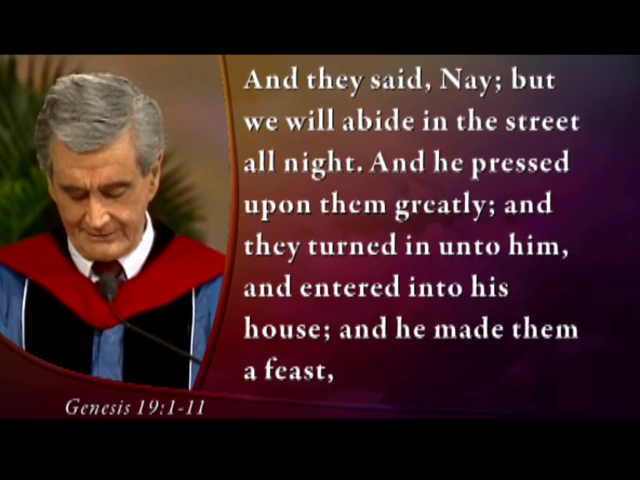 And they said, Nay; but
we will abide in the street
all night. And he pressed
upon them greatly; and
they turned in unto him,
and entered into his
house; and he made them
a feast,
Genesis 19:1-11